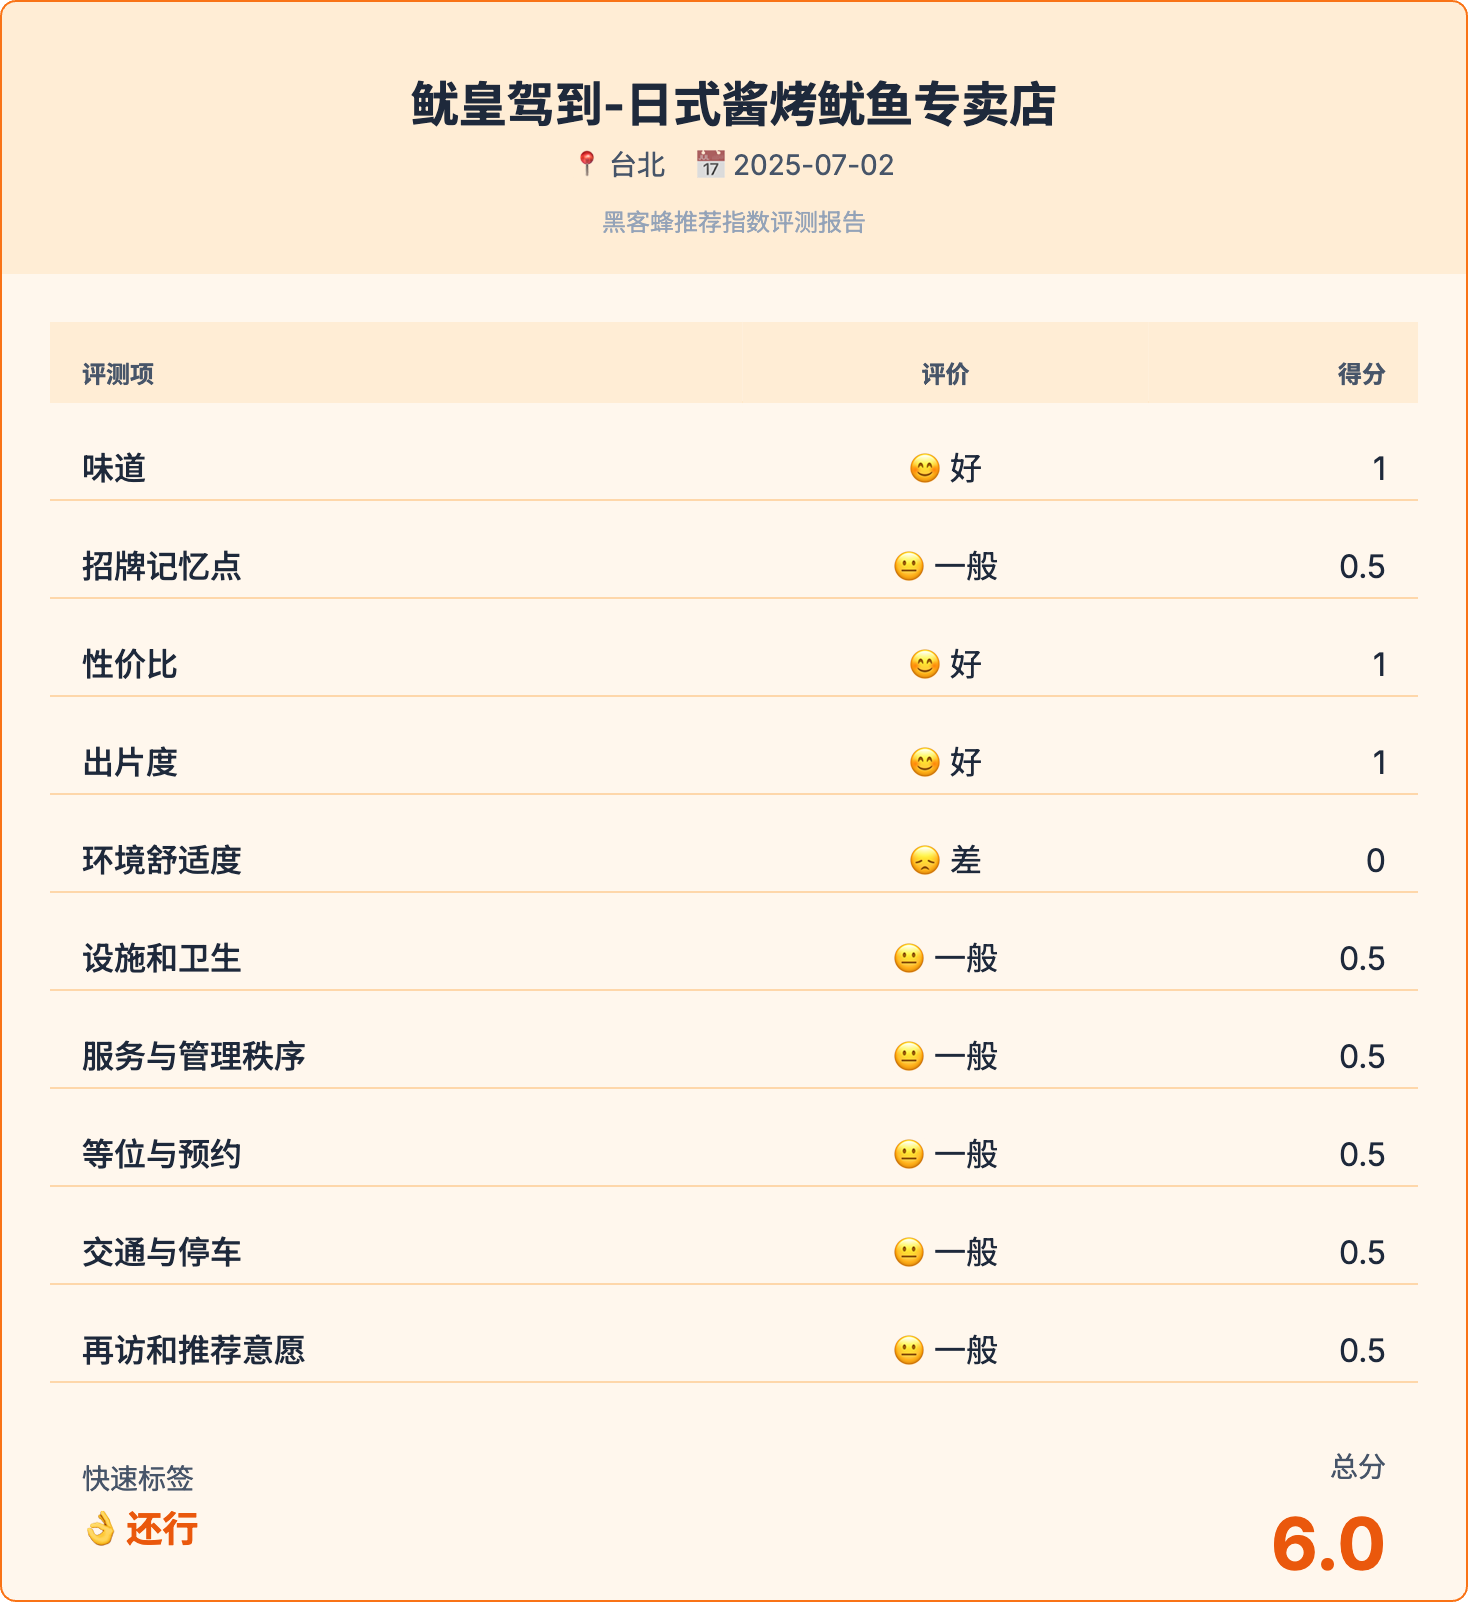 鱿皇驾到-日式酱烤鱿鱼专卖店
📍 台北 📅 2025-07-02
黑客蜂推荐指数评测报告
评测项 评价 得分
味道 😊 好 1
招牌记忆点 😐 一般 0.5
性价比 😊 好 1
出片度 😊 好 1
环境舒适度 😞 差 0
设施和卫生 😐 一般 0.5
服务与管理秩序 😐 一般 0.5
等位与预约 😐 一般 0.5
交通与停车 😐 一般 0.5
再访和推荐意愿 😐 一般 0.5
快速标签 总分
👌 还行 6.0